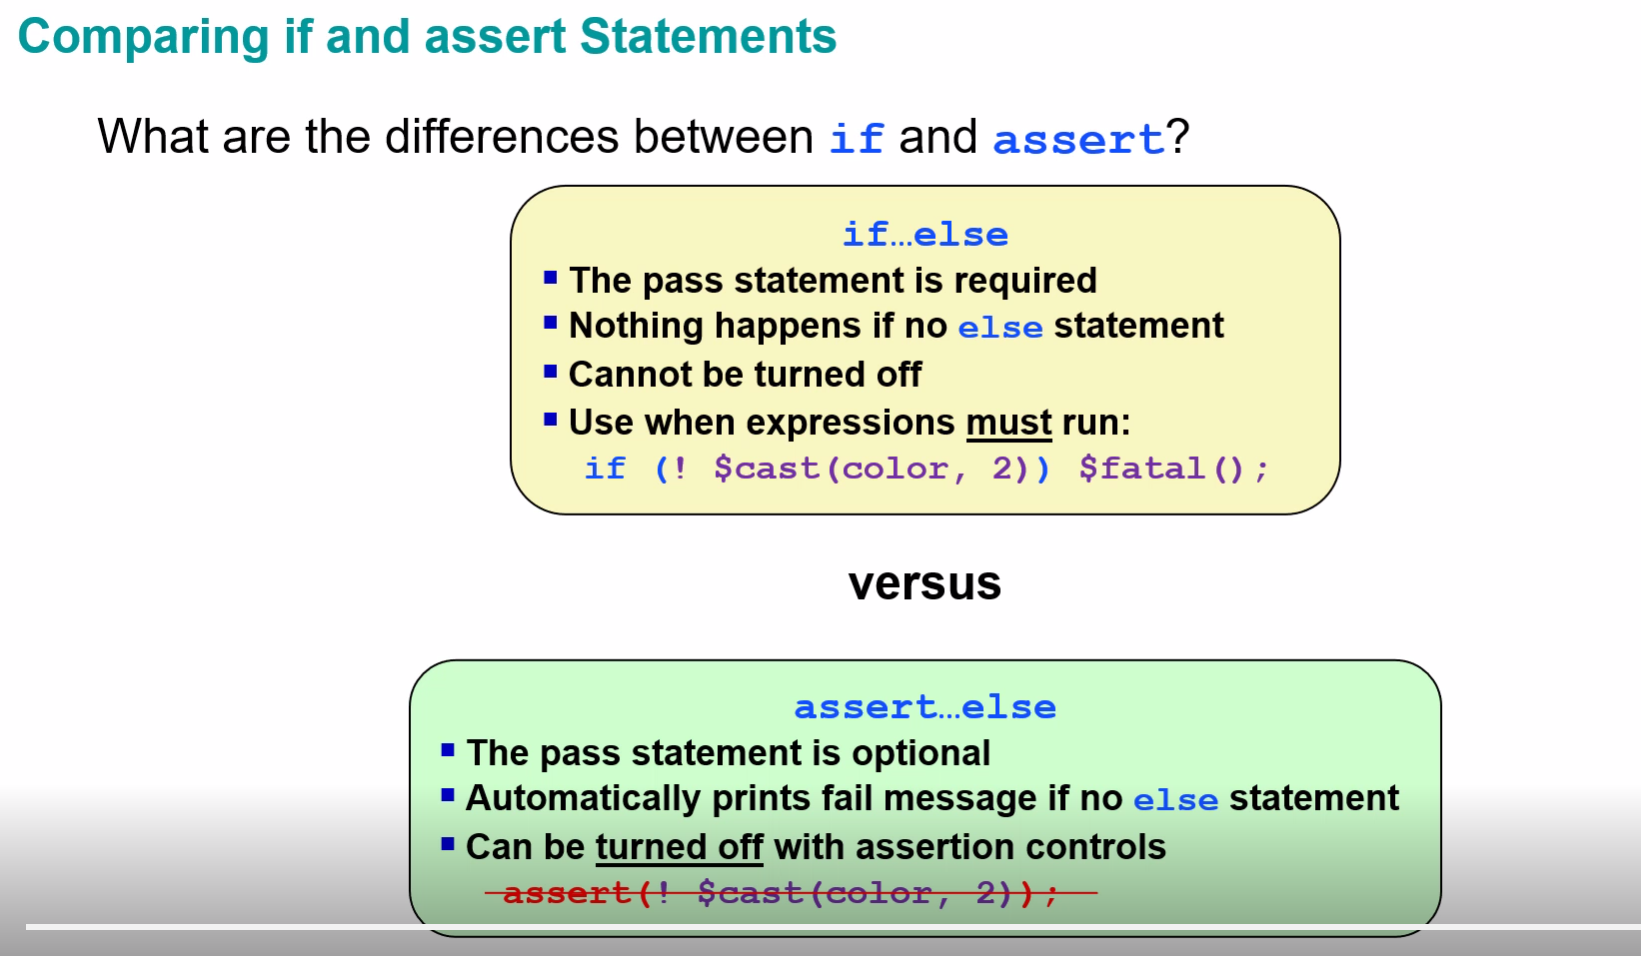 Comparing if and assert Statements
What are the differences between if and assert?
if…else
▪ The pass statement is required
▪ Nothing happens if no else statement
▪ Cannot be turned off
▪ Use when expressions must run:
if (! $cast(color, 2)) $fatal();
versus
assert…else
▪ The pass statement is optional
▪ Automatically prints fail message if no else statement
▪ Can be turned off with assertion controls
assert(! $cast(color, 2));